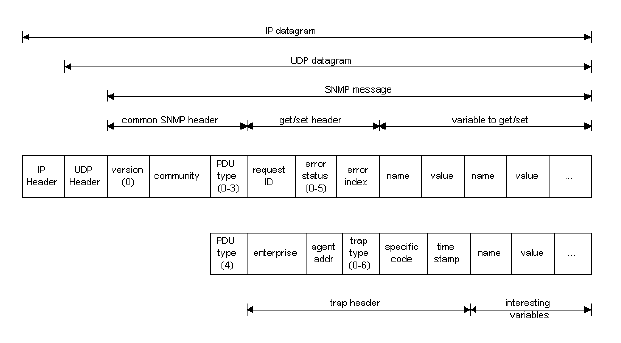 IP datagram
UDP datagram
SNMP message
common SNMP header get/set header variable to get/set
IP Header UDP Header version (0) community PDU type (0-3) request ID error status (0-5) error index name value name value ...
PDU type (4) enterprise agent addr trap type (0-6) specific code time stamp name value ...
trap header interesting variables